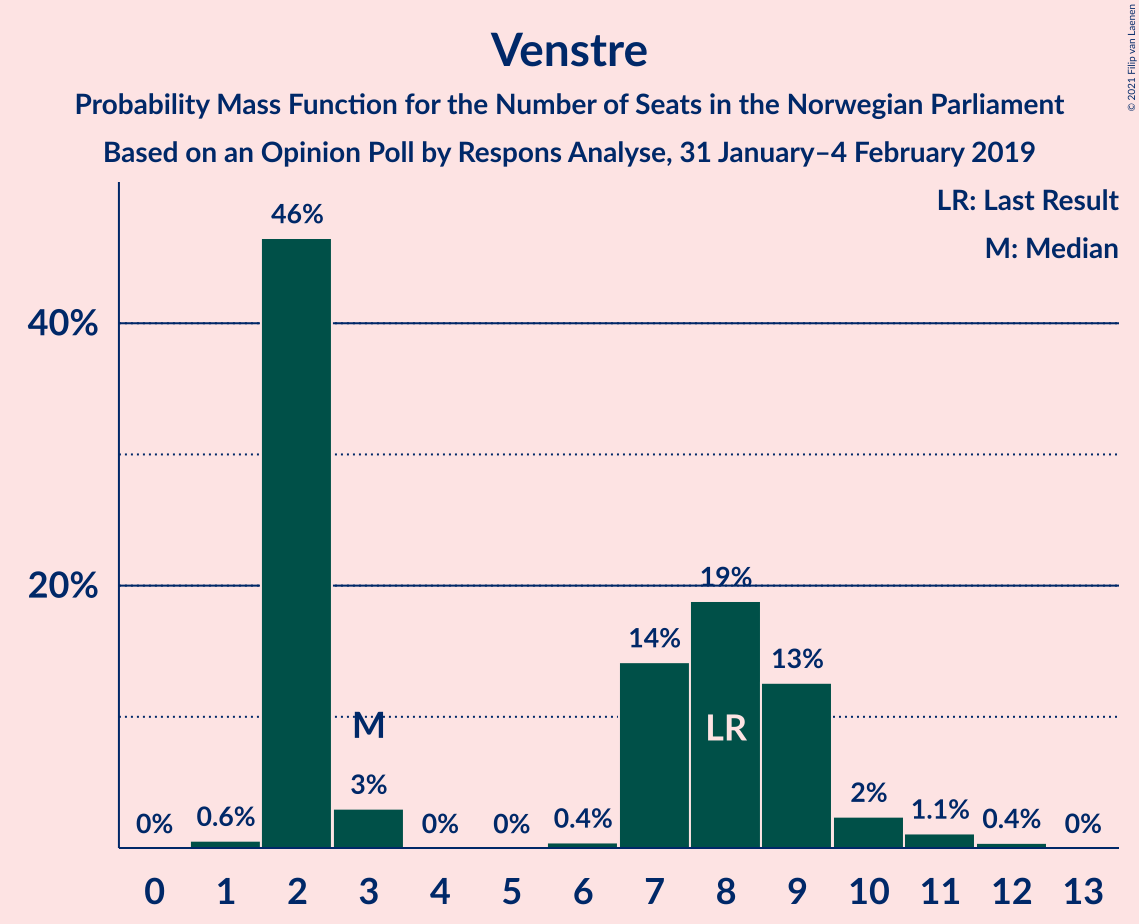 Venstre
Probability Mass Function for the Number of Seats in the Norwegian Parliament
Based on an Opinion Poll by Respons Analyse, 31 January–4 February 2019
© 2021 Filip van Laenen
LR: Last Result
M: Median
46%
40%
20%
19%
14%
13%
M
LR
3%
2%
0%
0.6%
0%
0%
0.4%
1.1%
0.4%
0%
0 1 2 3 4 5 6 7 8 9 10 11 12 13